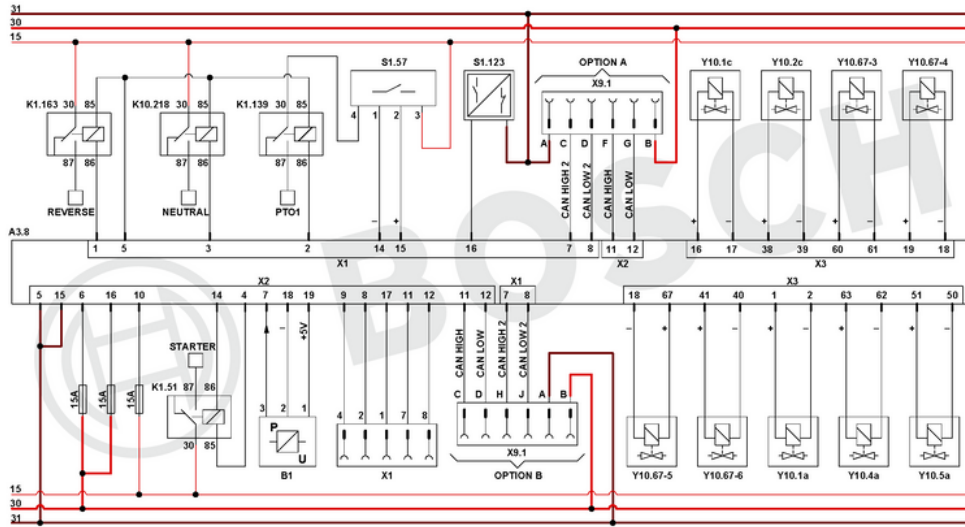 31
30
15
S1.57 S1.123 OPTION A Y10.1c Y10.2c Y10.67-3 Y10.67-4
X9.1
K1.163 30 85 K10.218 30 85 K1.139 30 85
4 1 2 3
A C D F G B
87 86 87 86 87 86
CAN HIGH 2 CAN LOW 2 CAN HIGH CAN LOW
REVERSE NEUTRAL PTO1
- + + - + - + - + -
A3.8
1 5 3 2 14 15 16 7 8 11 12 16 17 38 39 60 61 19 18
X1 X2 X3
X2 X1 X3
5 15 6 16 10 14 4 7 18 19 9 8 17 11 12 11 12 7 8 18 67 41 40 1 2 63 62 51 50
- +5V - + + - + - + - + -
CAN HIGH CAN LOW CAN HIGH 2 CAN LOW 2
STARTER
K1.51 87 86
15A 15A 15A
3 2 1
4 2 1 7 8
C D H J A B
P
U
30 85
X9.1
B1 X1 OPTION B Y10.67-5 Y10.67-6 Y10.1a Y10.4a Y10.5a
15
30
31
BOSCH